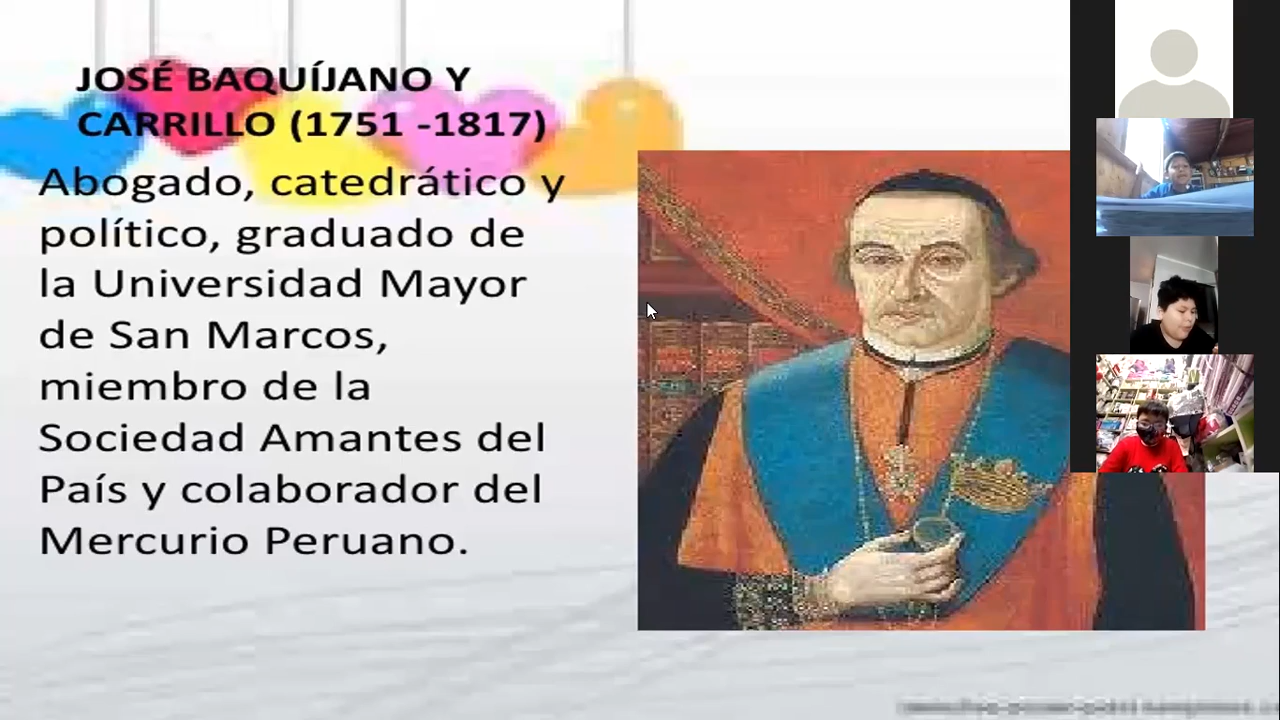 JOSÉ BAQUÍJANO Y
CARRILLO (1751 -1817)
Abogado, catedrático y
político, graduado de
la Universidad Mayor
de San Marcos,
miembro de la
Sociedad Amantes del
País y colaborador del
Mercurio Peruano.